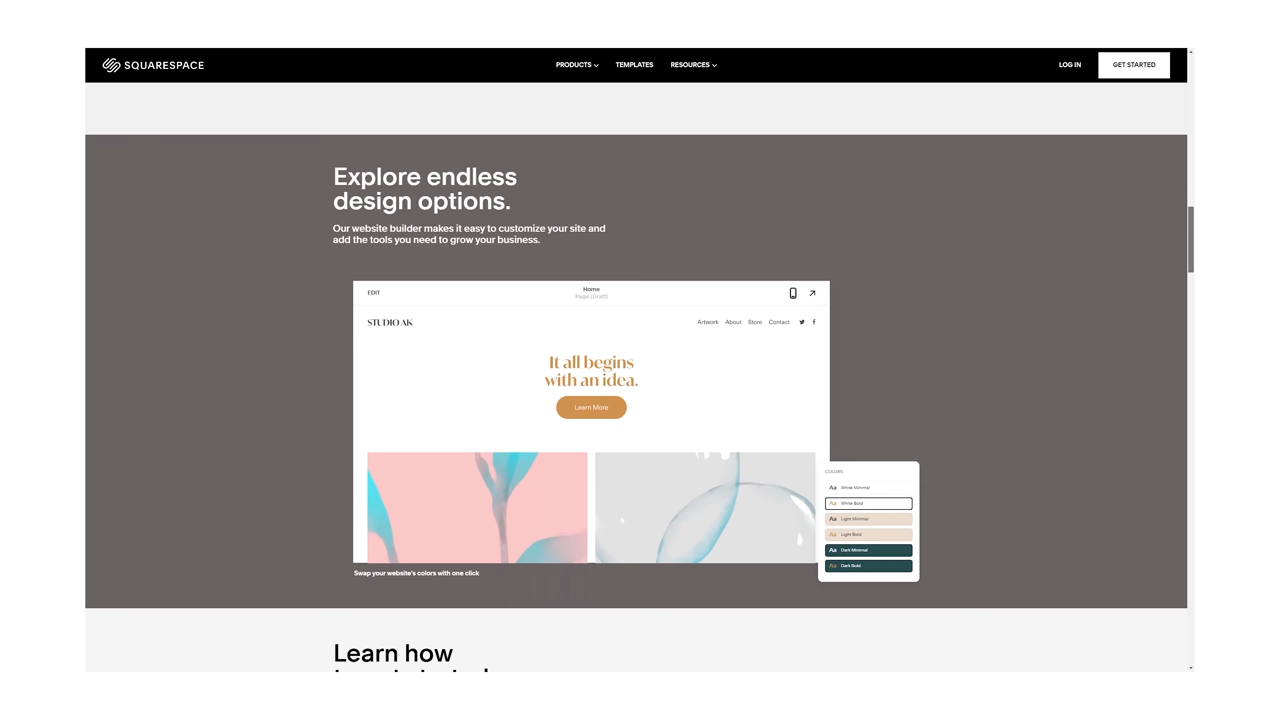 SQUARESPACE
PRODUCTS
TEMPLATES
RESOURCES
LOG IN
GET STARTED
Explore endless
design options.
Our website builder makes it easy to customize your site and
add the tools you need to grow your business.
EDIT
Home
Page (Draft)
STUDIO AK
Artwork
About
Store
Contact
It all begins
with an idea.
Learn More
COLORS
Aa White Minimal
Aa White Bold
Aa Light Minimal
Aa Light Bold
Aa Dark Minimal
Aa Dark Bold
Swap your website's colors with one click
Learn how